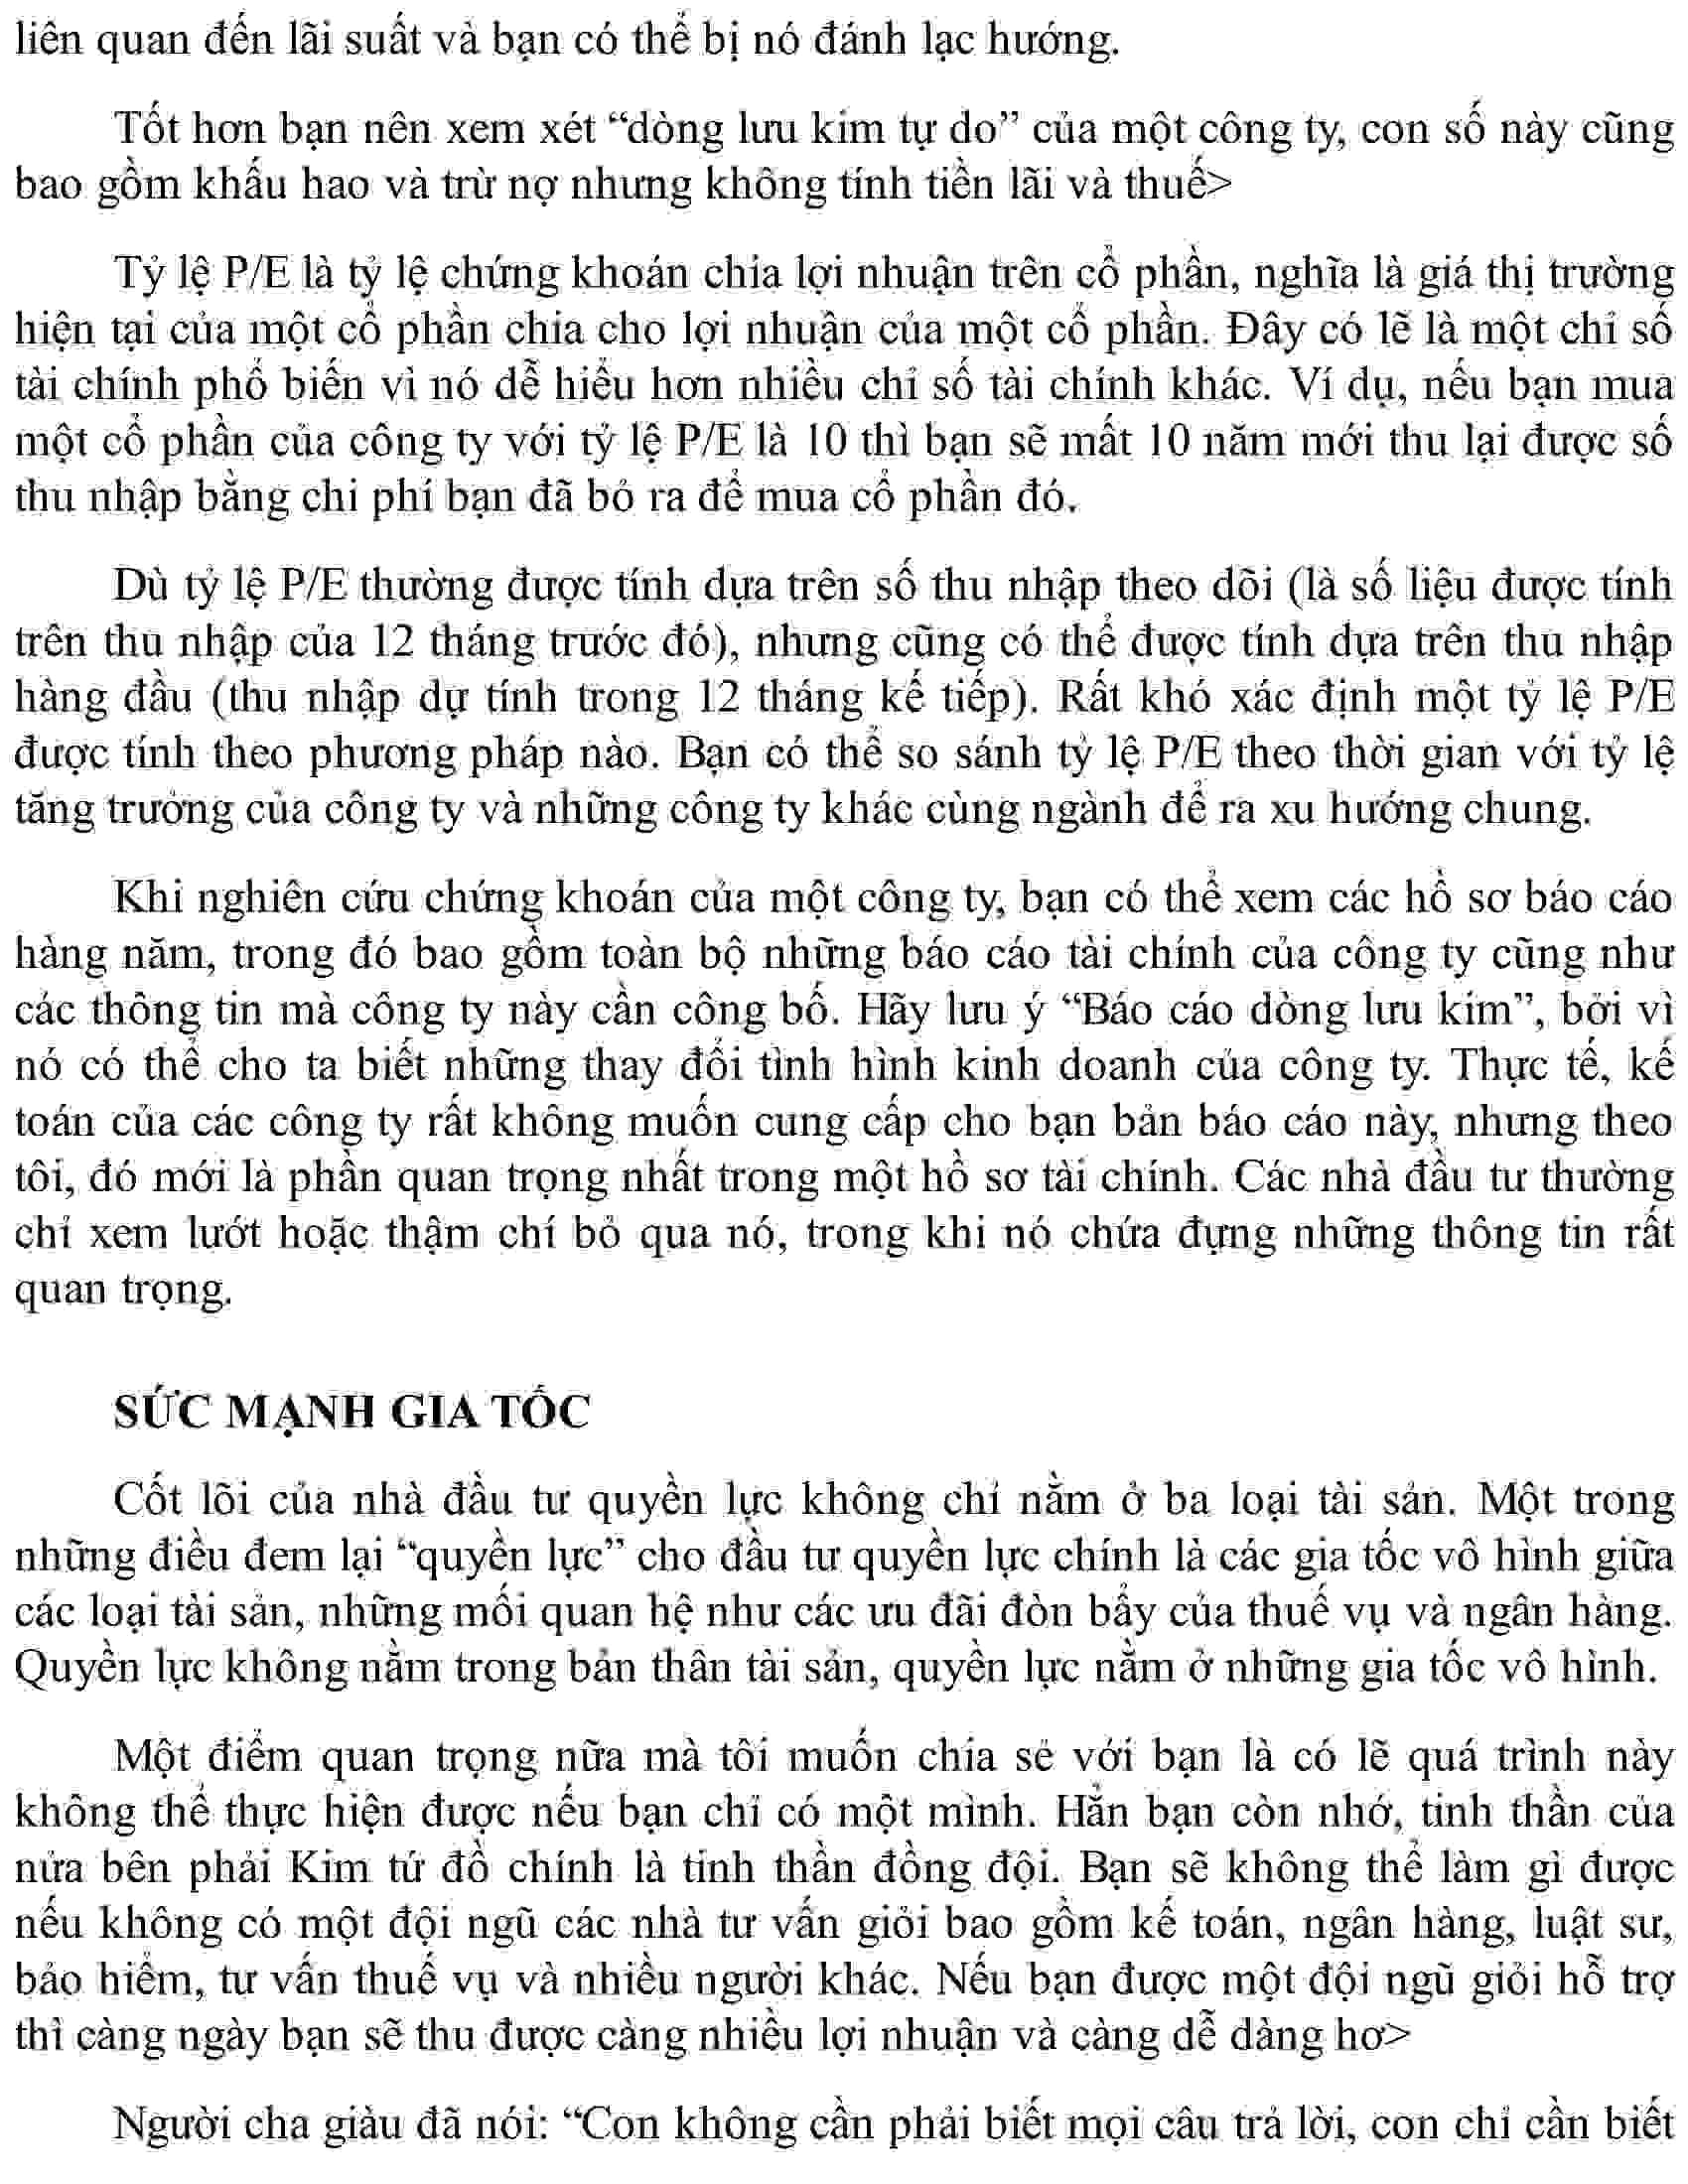 liên quan đến lãi suất và bạn có thể bị nó đánh lạc hướng.
Tốt hơn bạn nên xem xét “dòng lưu kim tự do” của một công ty, con số này cũng
bao gồm khấu hao và trừ nợ nhưng không tính tiền lãi và thuế>
Tỷ lệ P/E là tỷ lệ chứng khoán chia lợi nhuận trên cổ phần, nghĩa là giá thị trường
hiện tại của một cổ phần chia cho lợi nhuận của một cổ phần. Đây có lẽ là một chỉ số
tài chính phổ biến vì nó dễ hiểu hơn nhiều chỉ số tài chính khác. Ví dụ, nếu bạn mua
một cổ phần của công ty với tỷ lệ P/E là 10 thì bạn sẽ mất 10 năm mới thu lại được số
thu nhập bằng chi phí bạn đã bỏ ra để mua cổ phần đó.
Dù tỷ lệ P/E thường được tính dựa trên số thu nhập theo dõi (là số liệu được tính
trên thu nhập của 12 tháng trước đó), nhưng cũng có thể được tính dựa trên thu nhập
hàng đầu (thu nhập dự tính trong 12 tháng kế tiếp). Rất khó xác định một tỷ lệ P/E
được tính theo phương pháp nào. Bạn có thể so sánh tỷ lệ P/E theo thời gian với tỷ lệ
tăng trưởng của công ty và những công ty khác cùng ngành để ra xu hướng chung.
Khi nghiên cứu chứng khoán của một công ty, bạn có thể xem các hồ sơ báo cáo
hàng năm, trong đó bao gồm toàn bộ những báo cáo tài chính của công ty cũng như
các thông tin mà công ty này cần công bố. Hãy lưu ý “Báo cáo dòng lưu kim”, bởi vì
nó có thể cho ta biết những thay đổi tình hình kinh doanh của công ty. Thực tế, kế
toán của các công ty rất không muốn cung cấp cho bạn bản báo cáo này, nhưng theo
tôi, đó mới là phần quan trọng nhất trong một hồ sơ tài chính. Các nhà đầu tư thường
chỉ xem lướt hoặc thậm chí bỏ qua nó, trong khi nó chứa đựng những thông tin rất
quan trọng.
SỨC MẠNH GIA TỐC
Cốt lõi của nhà đầu tư quyền lực không chỉ nằm ở ba loại tài sản. Một trong
những điều đem lại “quyền lực” cho đầu tư quyền lực chính là các gia tốc vô hình giữa
các loại tài sản, những mối quan hệ như các ưu đãi đòn bẩy của thuế vụ và ngân hàng.
Quyền lực không nằm trong bản thân tài sản, quyền lực nằm ở những gia tốc vô hình.
Một điểm quan trọng nữa mà tôi muốn chia sẻ với bạn là có lẽ quá trình này
không thể thực hiện được nếu bạn chỉ có một mình. Hẳn bạn còn nhớ, tinh thần của
nửa bên phải Kim tứ đồ chính là tinh thần đồng đội. Bạn sẽ không thể làm gì được
nếu không có một đội ngũ các nhà tư vấn giỏi bao gồm kế toán, ngân hàng, luật sư,
bảo hiểm, tư vấn thuế vụ và nhiều người khác. Nếu bạn được một đội ngũ giỏi hỗ trợ
thì càng ngày bạn sẽ thu được càng nhiều lợi nhuận và càng dễ dàng hơ>
Người cha giàu đã nói: “Con không cần phải biết mọi câu trả lời, con chỉ cần biết